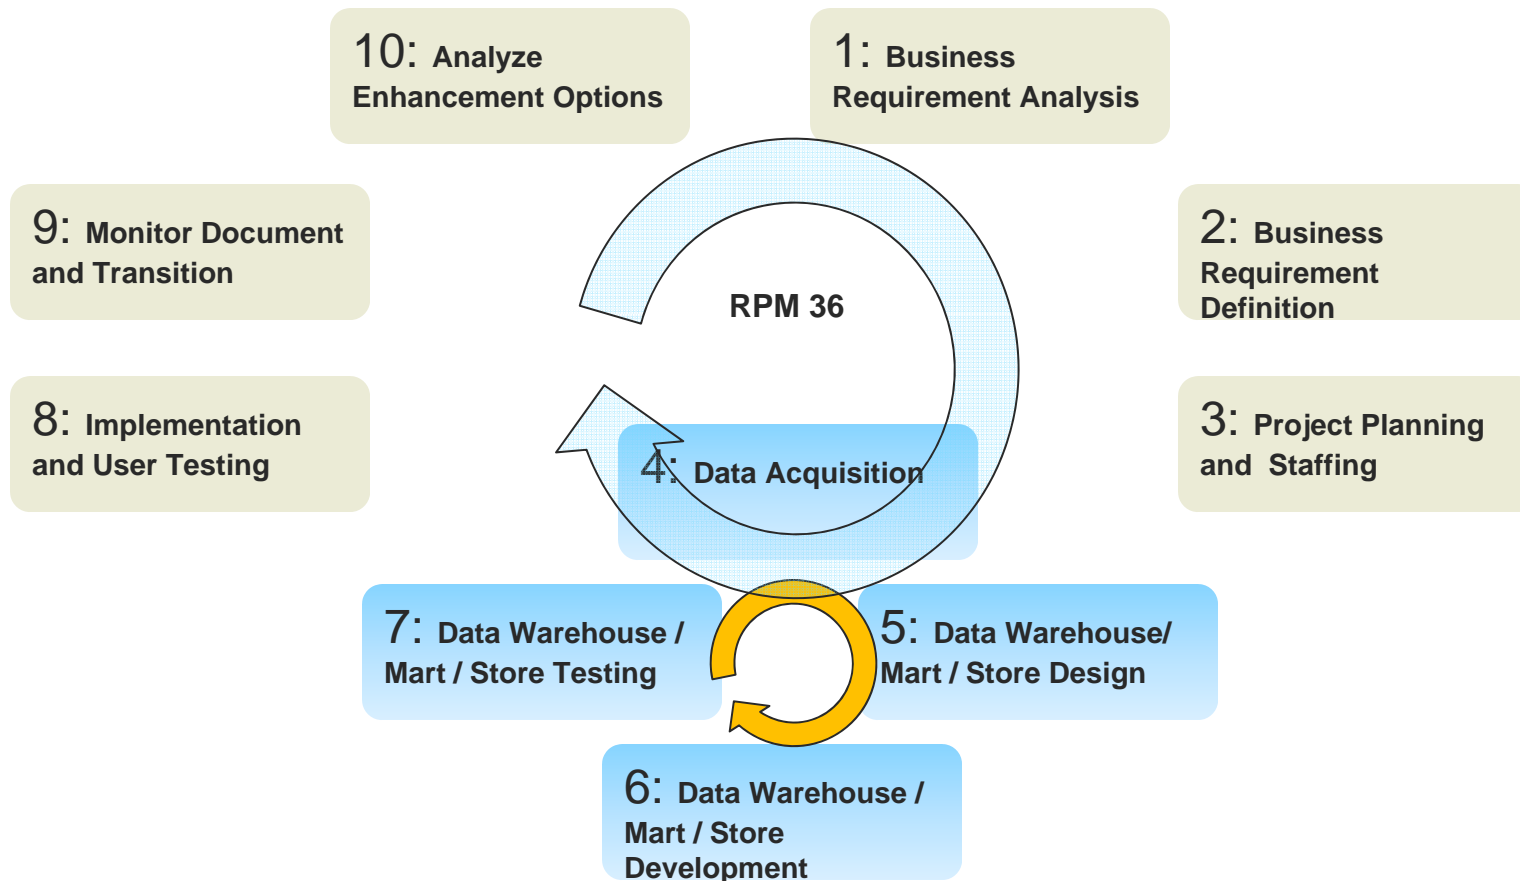 10: Analyze
Enhancement Options
1: Business
Requirement Analysis
9: Monitor Document
and Transition
2: Business
Requirement
Definition
RPM 36
8: Implementation
and User Testing
3: Project Planning
and  Staffing
4: Data Acquisition
7: Data Warehouse /
Mart / Store Testing
5: Data Warehouse/
Mart / Store Design
6: Data Warehouse /
Mart / Store
Development